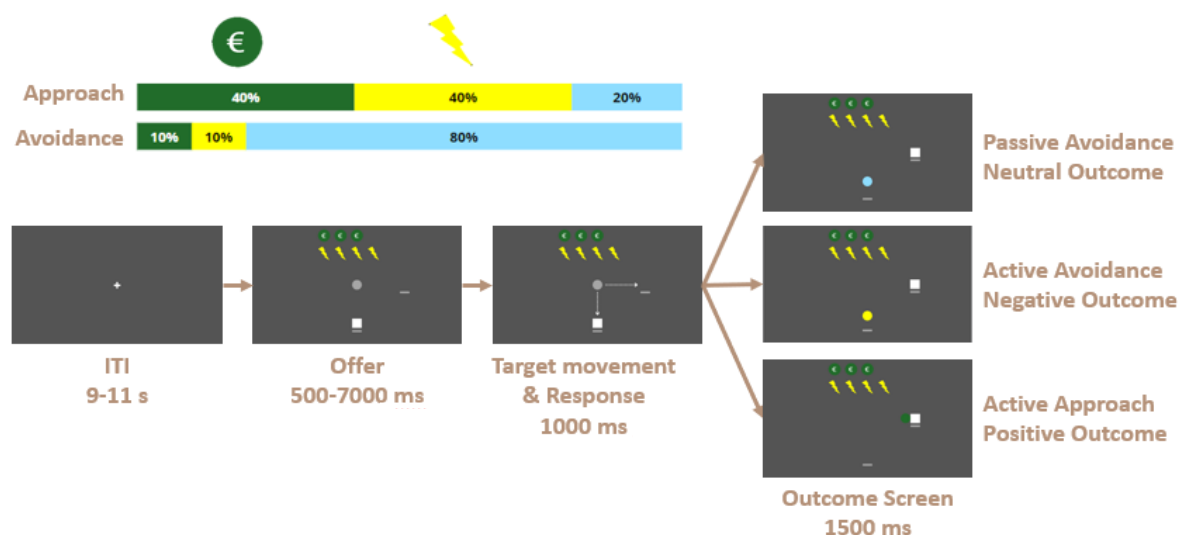 €
Approach 40% 40% 20%
Avoidance 10% 10% 80%
€ € €
Passive Avoidance
Neutral Outcome
€ € €
€ € €
€ € €
Active Avoidance
Negative Outcome
ITI
9-11 s
Offer
500-7000 ms
Target movement
& Response
1000 ms
€ € €
Active Approach
Positive Outcome
Outcome Screen
1500 ms